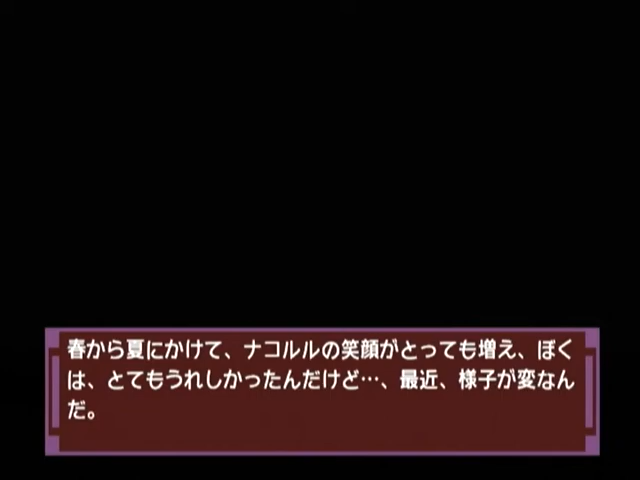 春から夏にかけて、ナコルルの笑顔がとっても増え、ぼく
は、とてもうれしかったんだけど…、最近、様子が変なん
だ。